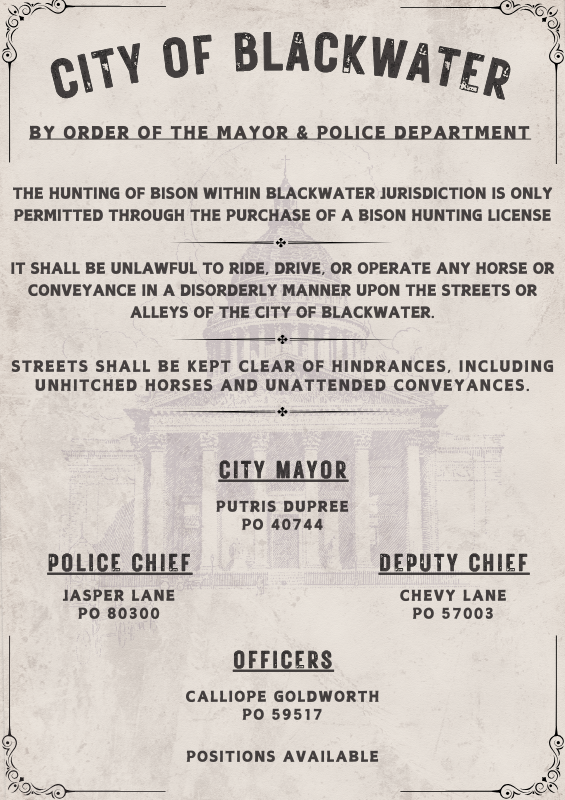 CITY OF BLACKWATER
BY ORDER OF THE MAYOR & POLICE DEPARTMENT
THE HUNTING OF BISON WITHIN BLACKWATER JURISDICTION IS ONLY
PERMITTED THROUGH THE PURCHASE OF A BISON HUNTING LICENSE
IT SHALL BE UNLAWFUL TO RIDE, DRIVE, OR OPERATE ANY HORSE OR
CONVEYANCE IN A DISORDERLY MANNER UPON THE STREETS OR
ALLEYS OF THE CITY OF BLACKWATER.
STREETS SHALL BE KEPT CLEAR OF HINDRANCES, INCLUDING
UNHITCHED HORSES AND UNATTENDED CONVEYANCES.
CITY MAYOR
PUTRIS DUPREE
PO 40744
POLICE CHIEF
JASPER LANE
PO 80300
DEPUTY CHIEF
CHEVY LANE
PO 57003
OFFICERS
CALLIOPE GOLDWORTH
PO 59517
POSITIONS AVAILABLE